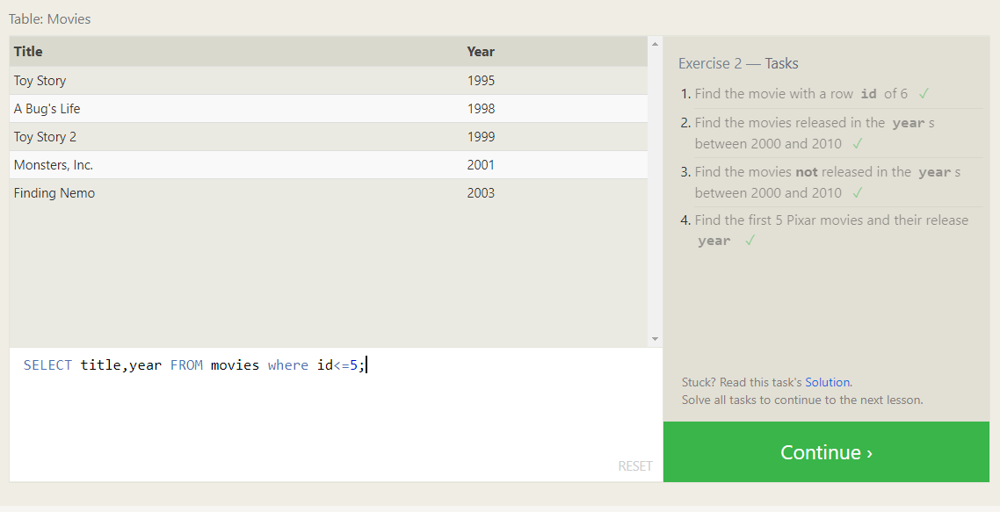 Table: Movies
Title Year
Toy Story 1995
A Bug's Life 1998
Toy Story 2 1999
Monsters, Inc. 2001
Finding Nemo 2003
SELECT title,year FROM movies where id<=5;
RESET
Exercise 2 — Tasks
1. Find the movie with a row id of 6 ✓
2. Find the movies released in the year s
between 2000 and 2010 ✓
3. Find the movies not released in the year s
between 2000 and 2010 ✓
4. Find the first 5 Pixar movies and their release
year ✓
Stuck? Read this task's Solution.
Solve all tasks to continue to the next lesson.
Continue ›